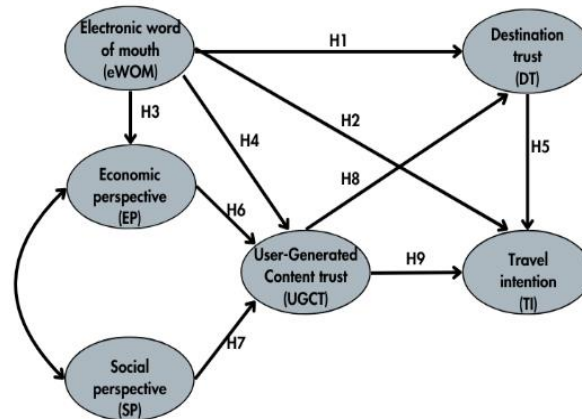 Electronic word
of mouth
(eWOM)
H1
Destination
trust
(DT)
H3
H4
H2
H5
H8
Economic
perspective
(EP)
H6
User-Generated
Content trust
(UGCT)
H9
Travel
intention
(TI)
H7
Social
perspective
(SP)